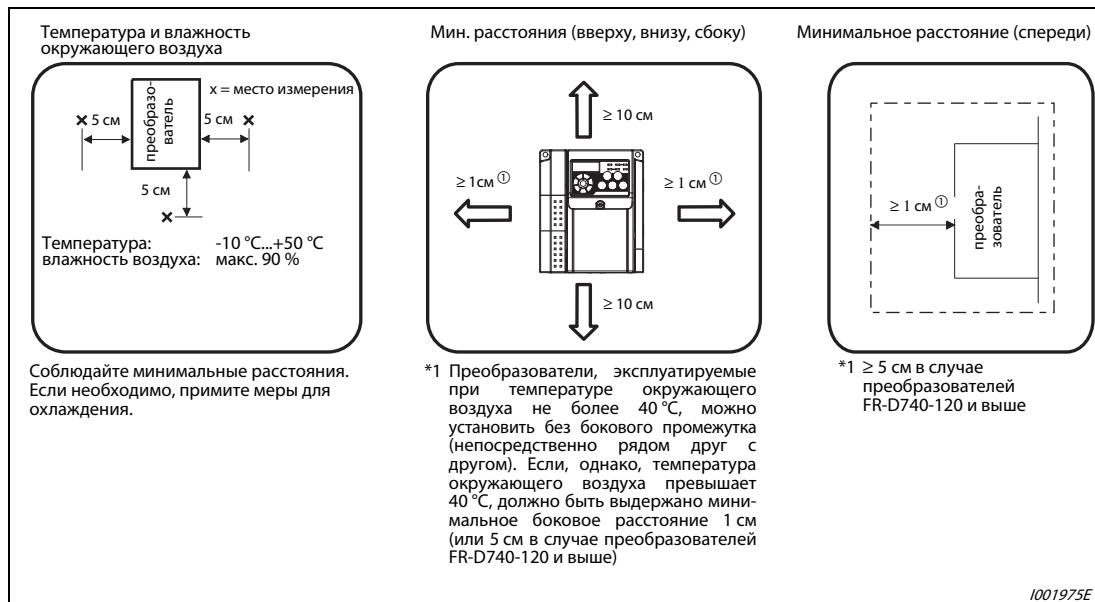 Температура и влажность
окружающего воздуха
преобразо-
ватель
x = место измерения
5 см
5 см
5 см
Температура: -10 °C...+50 °C
влажность воздуха: макс. 90 %
Соблюдайте минимальные расстояния.
Если необходимо, примите меры для
охлаждения.
Мин. расстояния (вверху, внизу, сбоку)
≥ 10 см
≥ 1см ①
≥ 1 см ①
≥ 10 см
*1 Преобразователи, эксплуатируемые
при температуре окружающего
воздуха не более 40 °C, можно
установить без бокового промежутка
(непосредственно рядом друг с
другом). Если, однако, температура
окружающего воздуха превышает
40 °C, должно быть выдержано мини-
мальное боковое расстояние 1 см
(или 5 см в случае преобразователей
FR-D740-120 и выше)
Минимальное расстояние (спереди)
≥ 1 см ①
преобра-
зователь
*1 ≥ 5 см в случае
преобразователей
FR-D740-120 и выше
I001975E